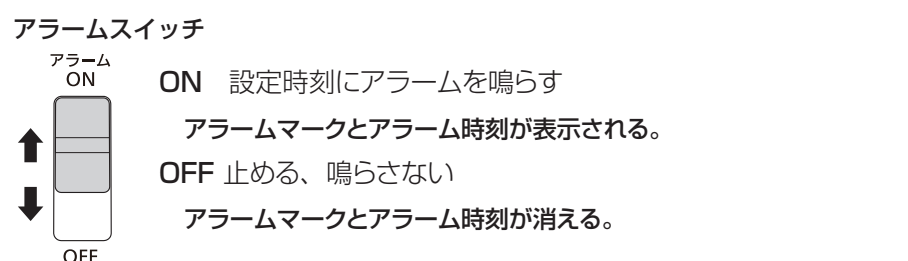 アラームスイッチ
アラーム
ON
ON 設定時刻にアラームを鳴らす
アラームマークとアラーム時刻が表示される。
OFF 止める、鳴らさない
アラームマークとアラーム時刻が消える。
OFF